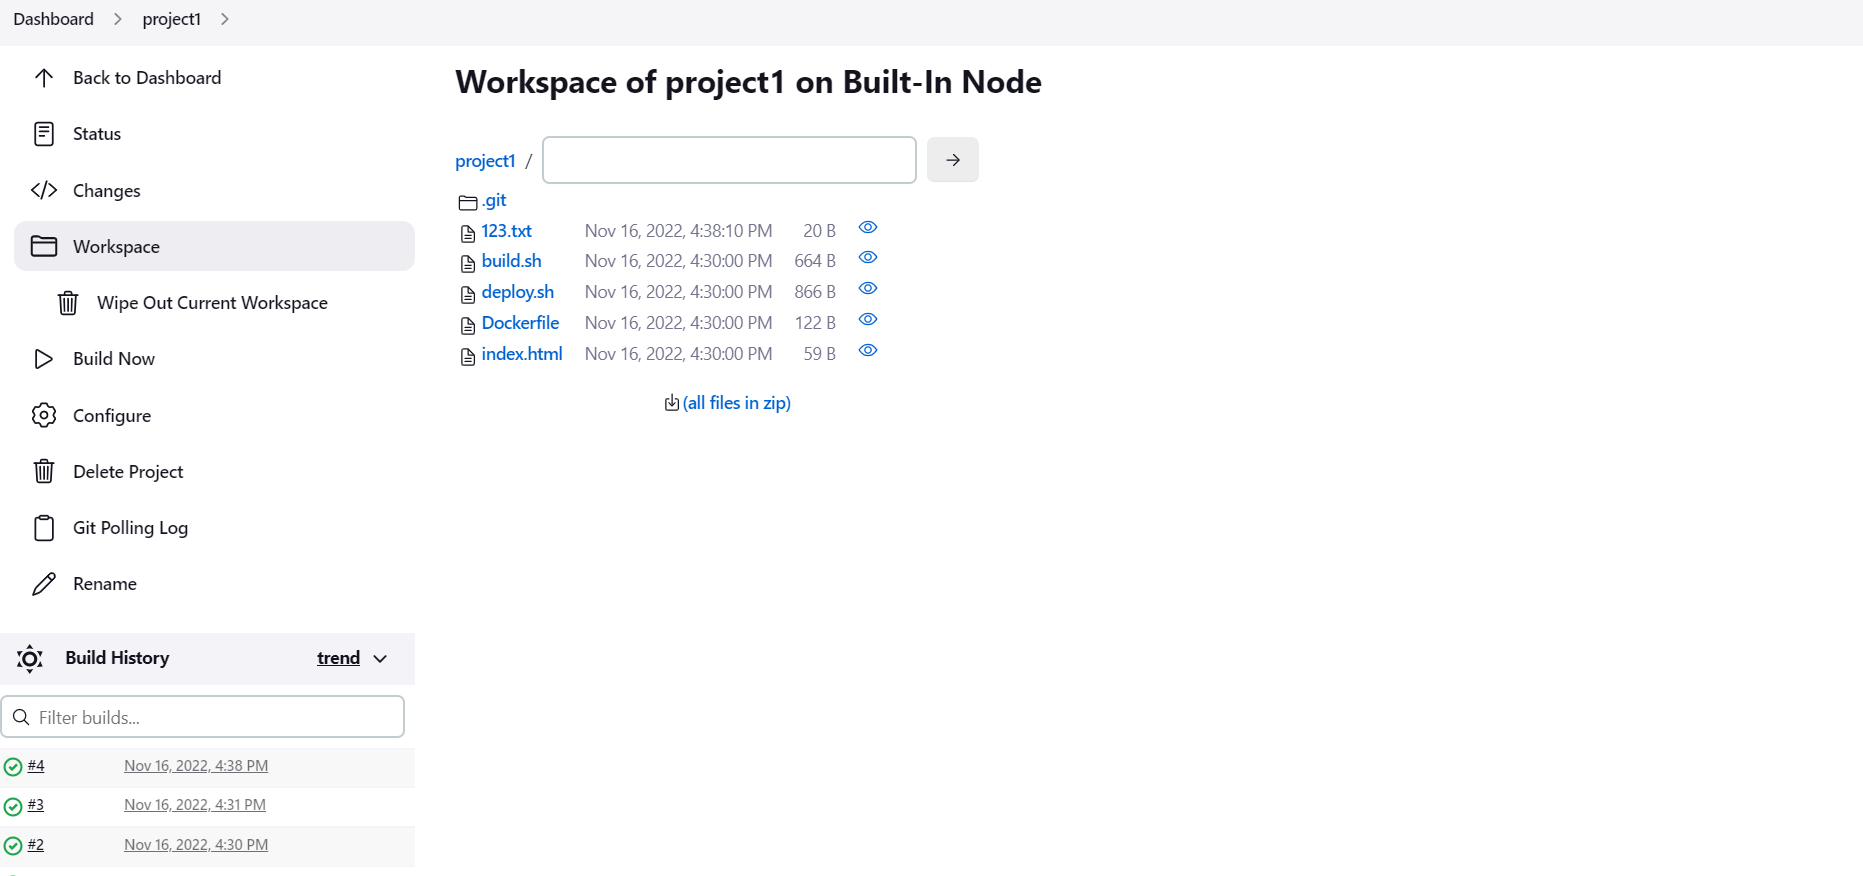 Dashboard > project1 >
Back to Dashboard
Status
Changes
Workspace
Wipe Out Current Workspace
Build Now
Configure
Delete Project
Git Polling Log
Rename
Build History trend
Filter builds...
#4 Nov 16, 2022, 4:38 PM
#3 Nov 16, 2022, 4:31 PM
#2 Nov 16, 2022, 4:30 PM
Workspace of project1 on Built-In Node
project1 /
.git
123.txt Nov 16, 2022, 4:38:10 PM 20 B
build.sh Nov 16, 2022, 4:30:00 PM 664 B
deploy.sh Nov 16, 2022, 4:30:00 PM 866 B
Dockerfile Nov 16, 2022, 4:30:00 PM 122 B
index.html Nov 16, 2022, 4:30:00 PM 59 B
(all files in zip)